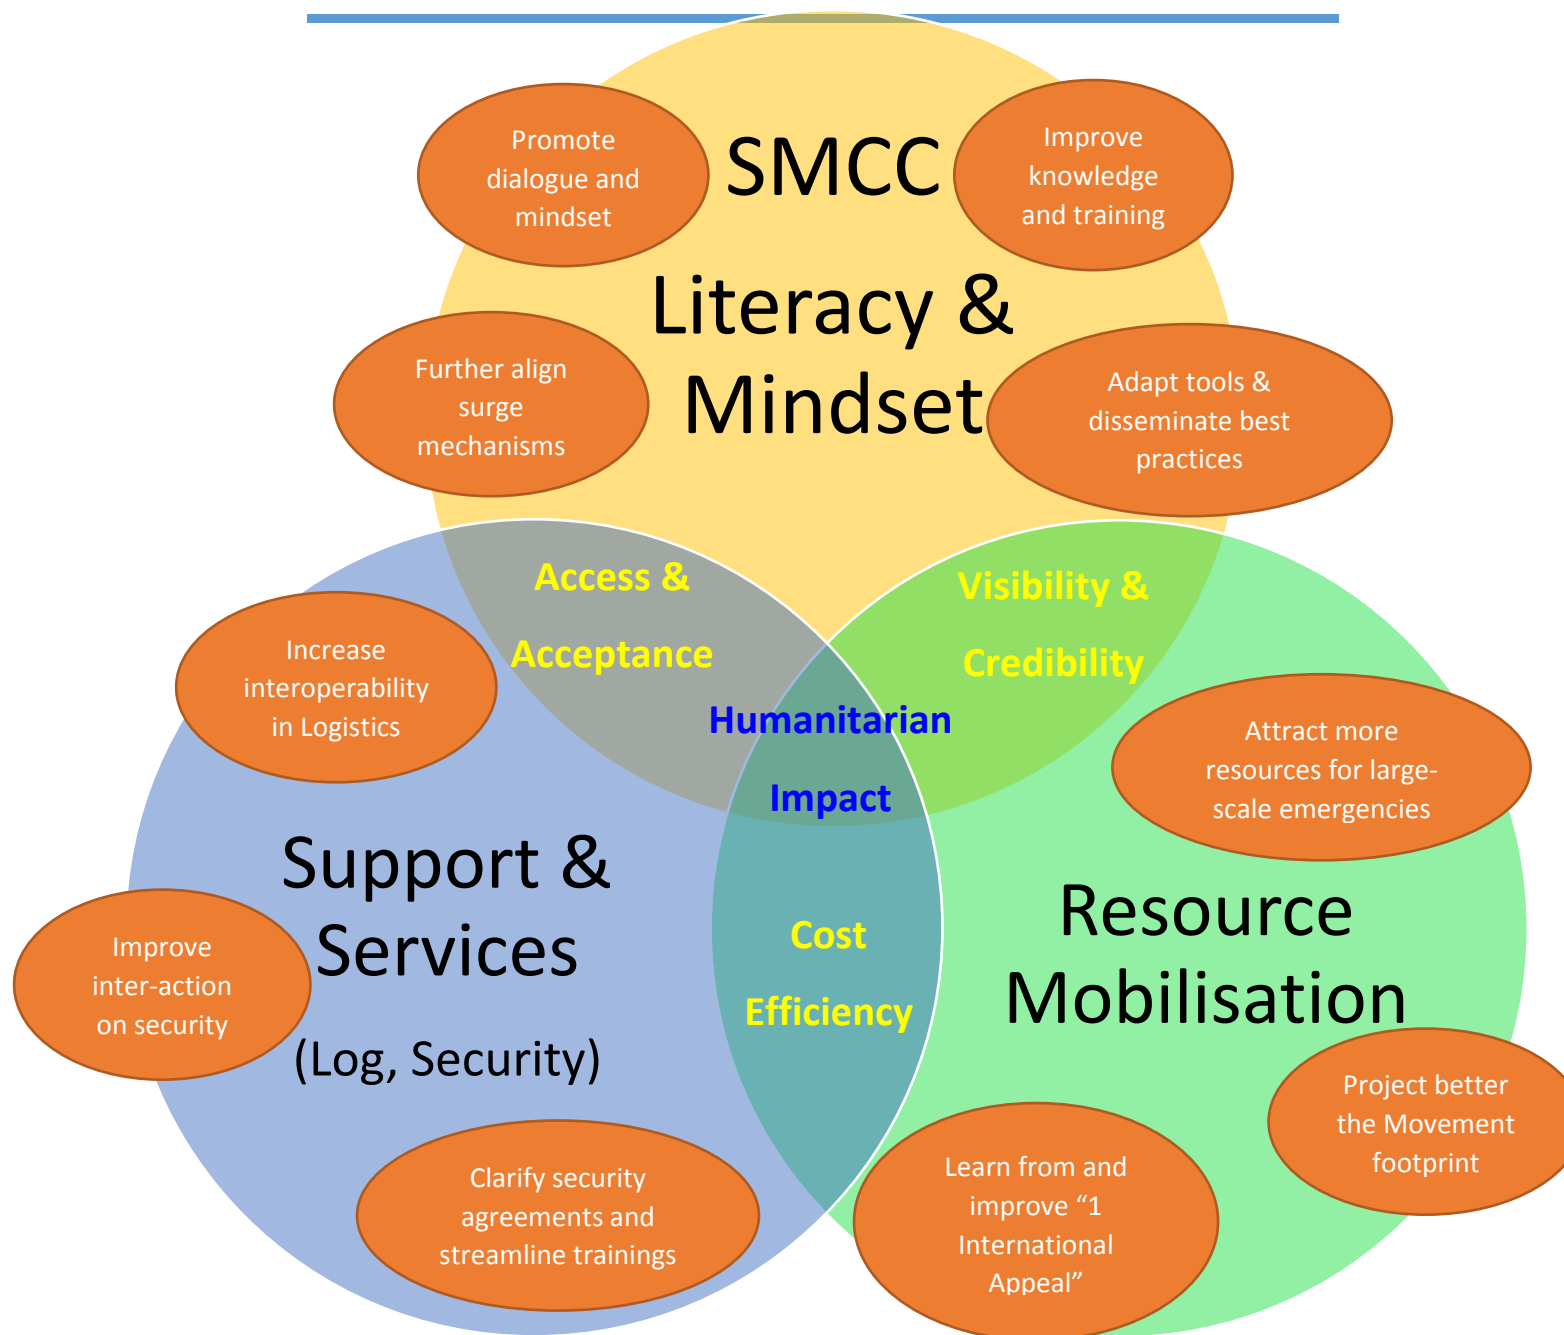 Promote
dialogue and
mindset
SMCC
Literacy &
Mindset
Improve
knowledge
and training
Further align
surge
mechanisms
Adapt tools &
disseminate best
practices
Access &
Acceptance
Visibility &
Credibility
Humanitarian
Impact
Increase
interoperability
in Logistics
Attract more
resources for large-
scale emergencies
Support &
Services
(Log, Security)
Cost
Efficiency
Resource
Mobilisation
Improve
inter-action
on security
Project better
the Movement
footprint
Clarify security
agreements and
streamline trainings
Learn from and
improve “1
International
Appeal”